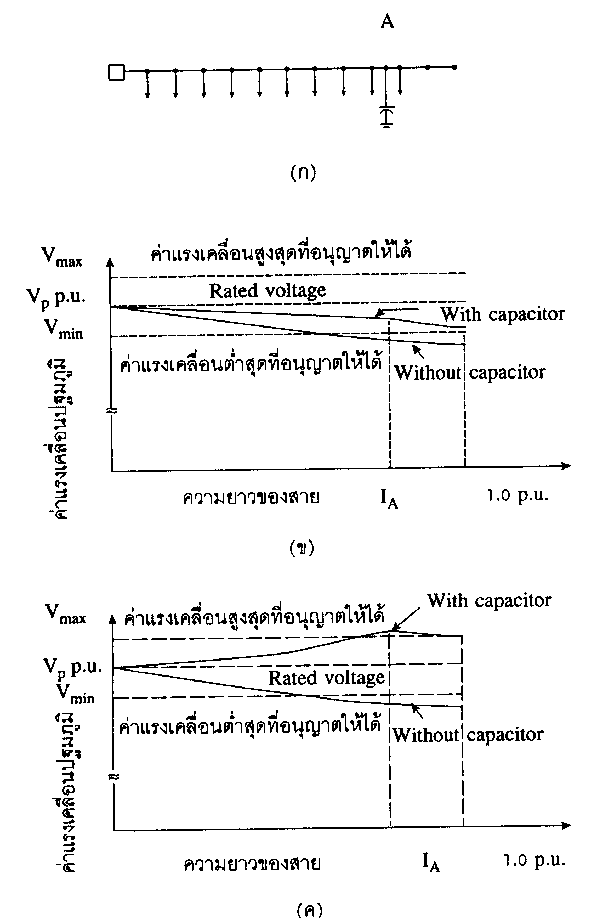 A
(ก)
V max
ค่าแรงเคลื่อนสูงสุดที่อนุญาตให้ได้
Vp p.u.
Rated voltage
With capacitor
V min
ค่าแรงเคลื่อนต่ำสุดที่อนุญาตให้ได้
Without capacitor
ค่าแรงเคลื่อนปฐมภูมิ
ความยาวของสาย
IA
1.0 p.u.
(ข)
With capacitor
V max
ค่าแรงเคลื่อนสูงสุดที่อนุญาตให้ได้
Vp p.u.
Rated voltage
V min
ค่าแรงเคลื่อนต่ำสุดที่อนุญาตให้ได้
Without capacitor
ค่าแรงเคลื่อนปฐมภูมิ
ความยาวของสาย
IA
1.0 p.u.
(ค)